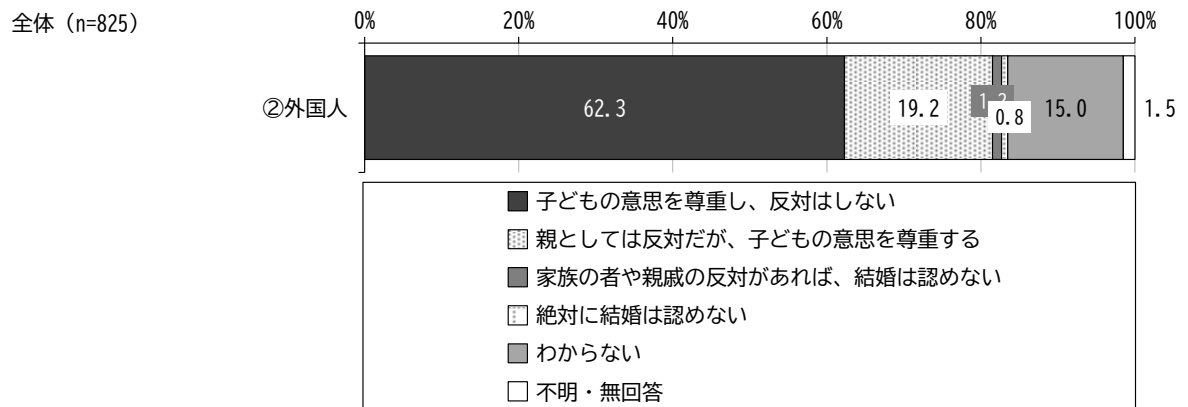 全体（n=825）
0% 20% 40% 60% 80% 100%
②外国人 62.3 19.2 1.2 0.8 15.0 1.5
子どもの意思を尊重し、反対はしない
親としては反対だが、子どもの意思を尊重する
家族の者や親戚の反対があれば、結婚は認めない
絶対に結婚は認めない
わからない
不明・無回答